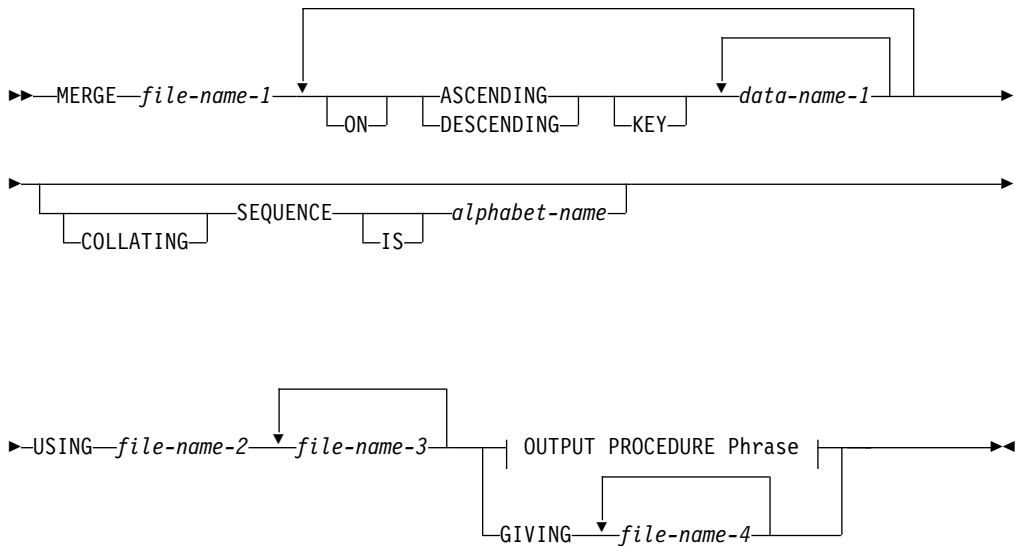 MERGE file-name-1 ASCENDING data-name-1
ON DESCENDING KEY
SEQUENCE alphabet-name
COLLATING IS
USING file-name-2 file-name-3 OUTPUT PROCEDURE Phrase
GIVING file-name-4